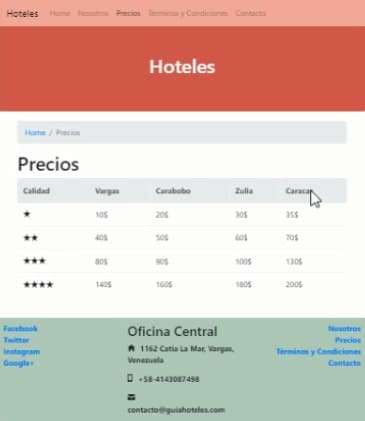 Hoteles Home Nosotros Precios Términos y Condiciones Contacto
Hoteles
Home / Precios
Precios
Calidad Vargas Carabobo Zulia Caracas
★ 10$ 20$ 30$ 35$
★★ 40$ 50$ 60$ 70$
★★★ 80$ 90$ 100$ 130$
★★★★ 140$ 160$ 180$ 200$
Facebook
Twitter
Instagram
Google+
Oficina Central
1162 Catia La Mar, Vargas,
Venezuela
+58-4143087498
contacto@guiahoteles.com
Nosotros
Precios
Términos y Condiciones
Contacto